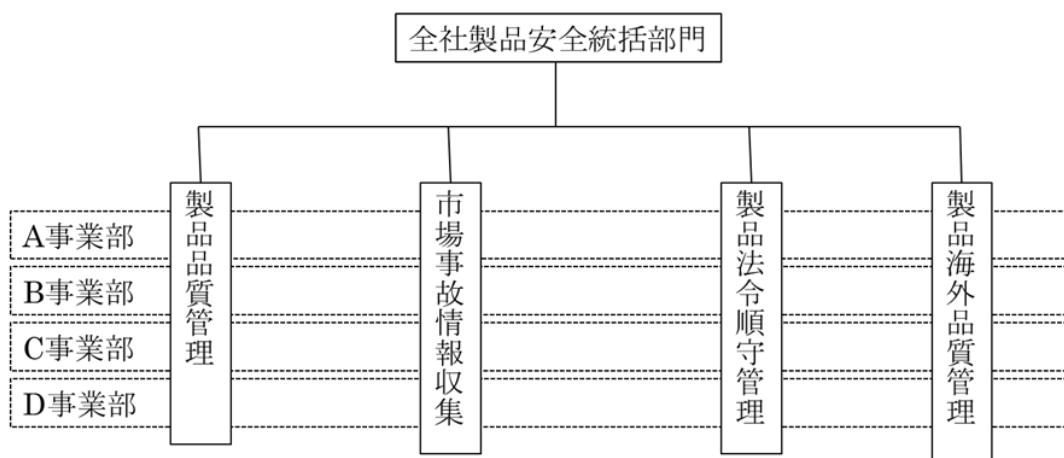 全社製品安全統括部門
製品品質管理
市場事故情報収集
製品法令順守管理
製品海外品質管理
A事業部
B事業部
C事業部
D事業部